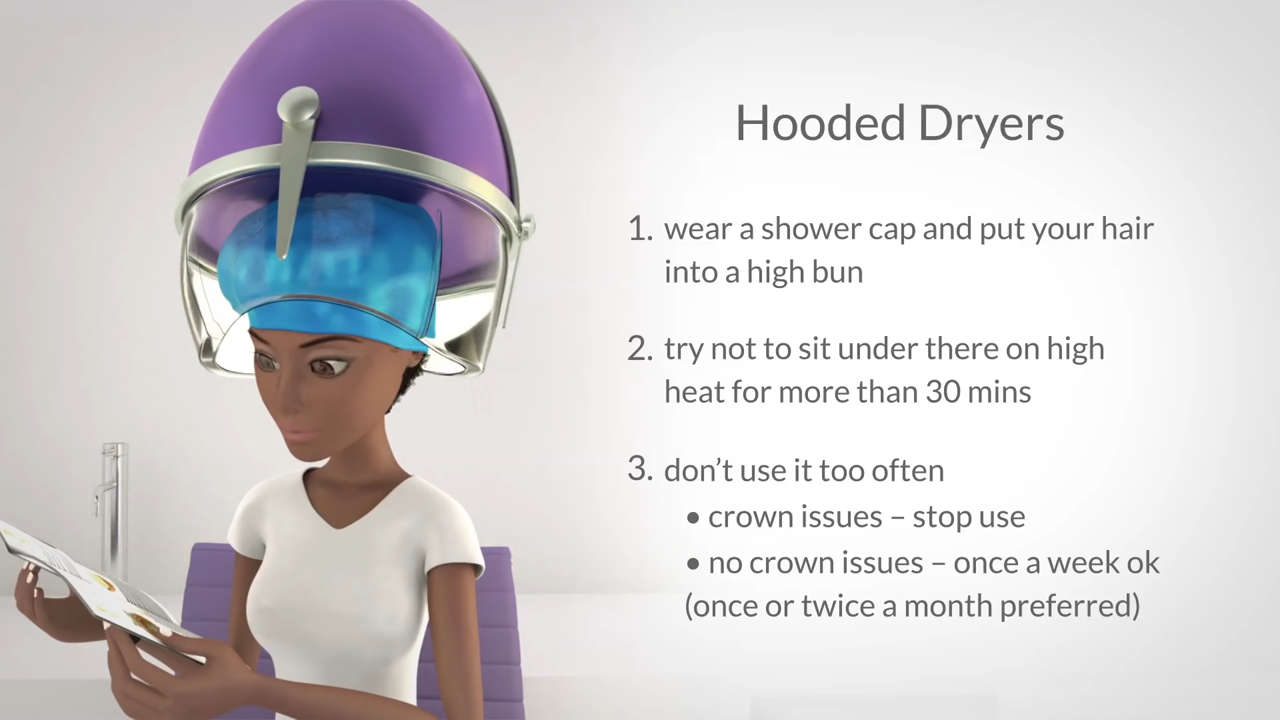 Hooded Dryers
1. wear a shower cap and put your hair
into a high bun
2. try not to sit under there on high
heat for more than 30 mins
3. don’t use it too often
• crown issues – stop use
• no crown issues – once a week ok
(once or twice a month preferred)